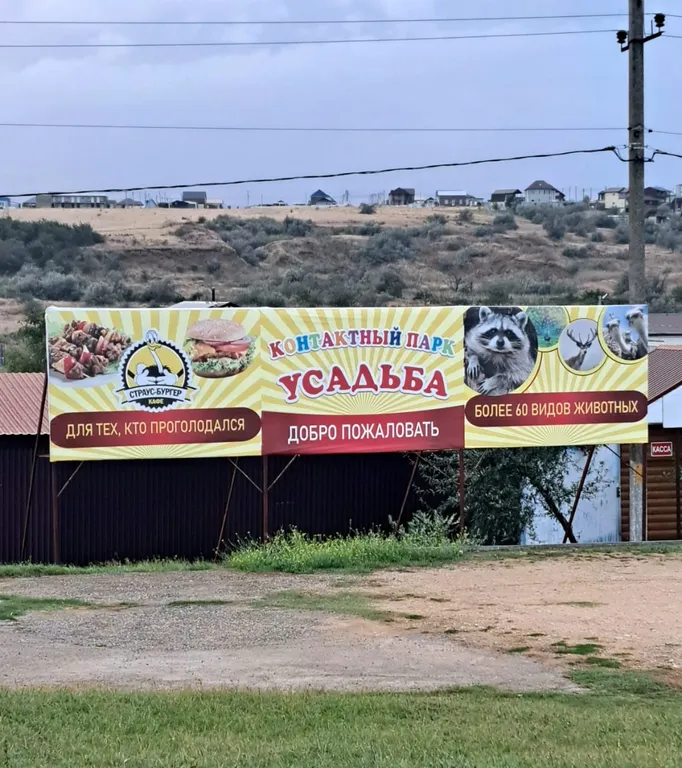 СТРАУС-БУРГЕР
КАФЕ
ДЛЯ ТЕХ, КТО ПРОГОЛОДАЛСЯ
КОНТАКТНЫЙ ПАРК
УСАДЬБА
ДОБРО ПОЖАЛОВАТЬ
БОЛЕЕ 60 ВИДОВ ЖИВОТНЫХ
КАССА